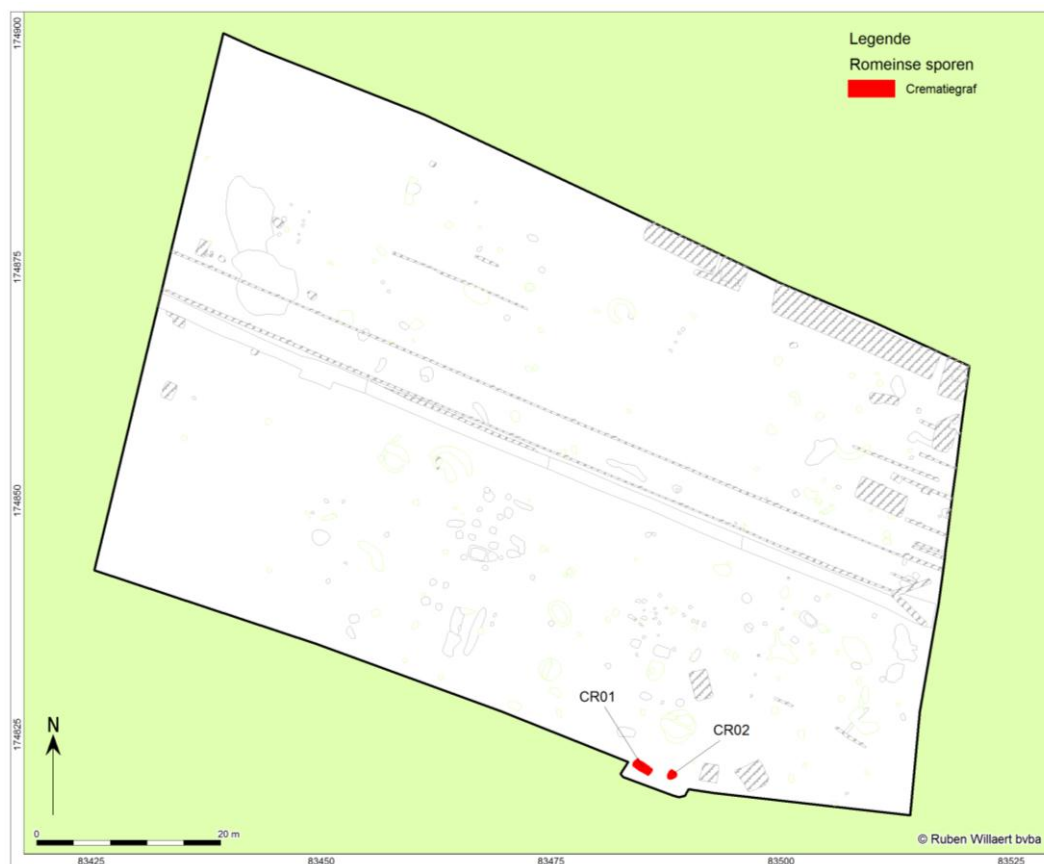 Legende
Romeinse sporen
Crematiegraf
174900
174875
174850
174825
CR01
CR02
N
0 20 m
© Ruben Willaert bvba
83425 83450 83475 83500 83525